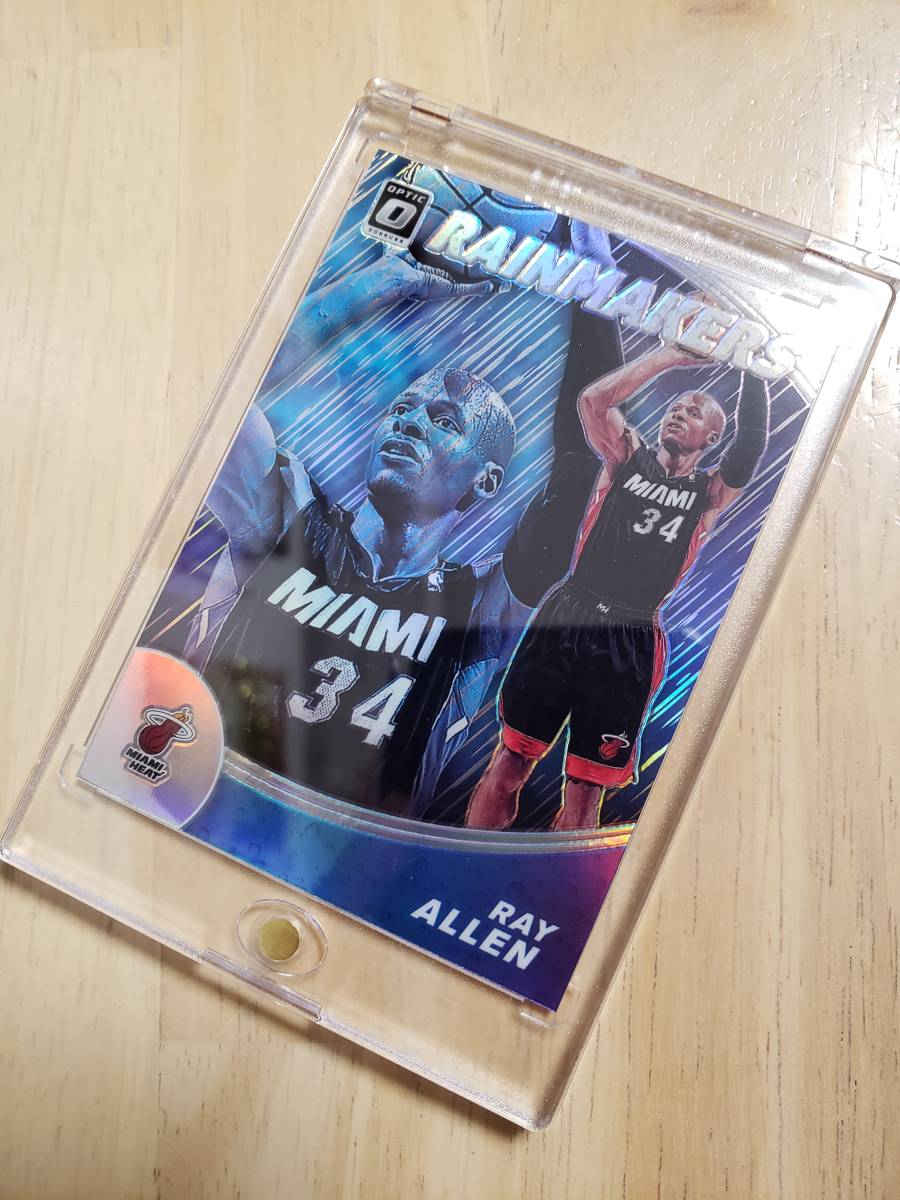 OPTIC
DONRUSS
RAINMAKERS
MIAMI
34
MIAMI
34
MIAMI
HEAT
RAY
ALLEN